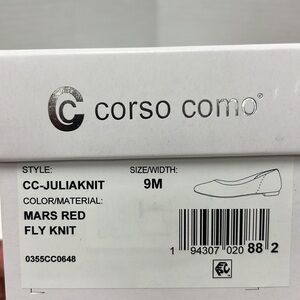 corso como®
STYLE: SIZE/WIDTH:
CC-JULIAKNIT 9M
COLOR/MATERIAL:
MARS RED
FLY KNIT
0355CC0648
1 94307 020 88 2